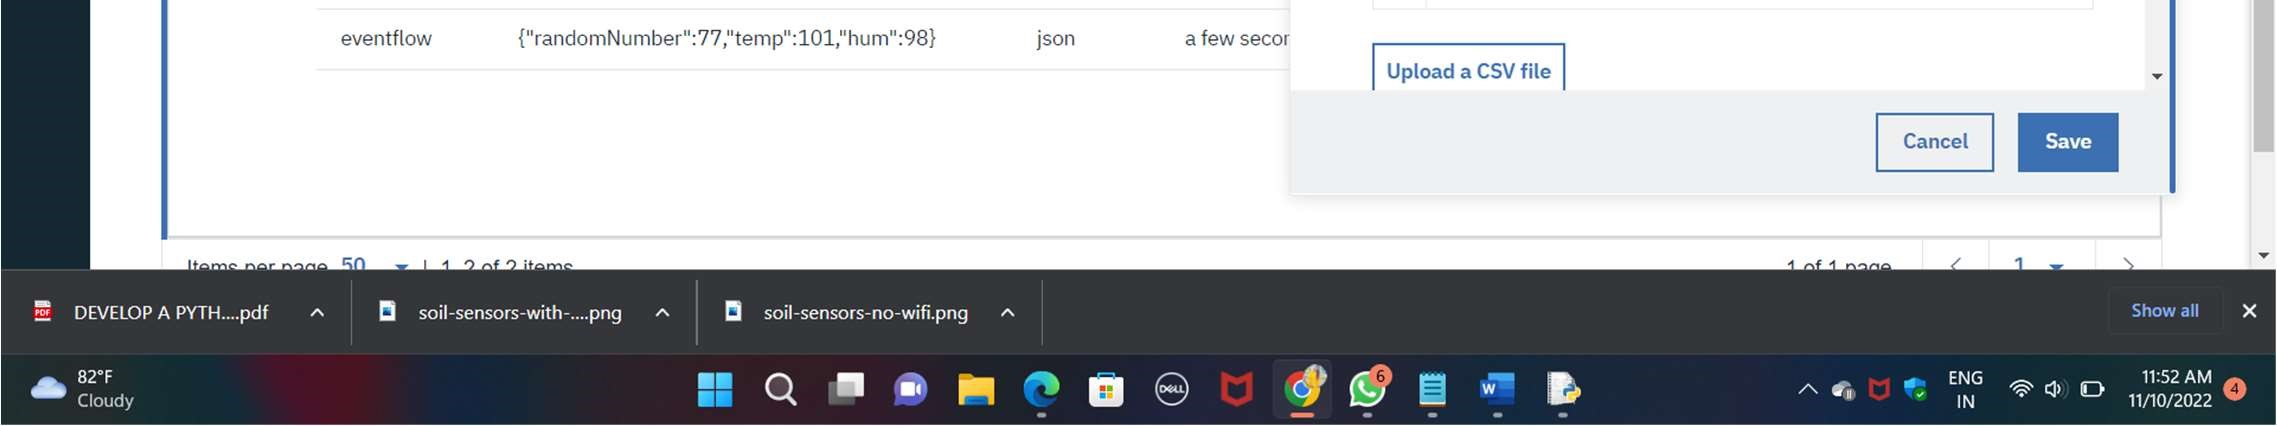 eventflow {"randomNumber":77,"temp":101,"hum":98} json a few secor
Upload a CSV file
Cancel Save
Items per page 50 | 1–2 of 2 items 1 of 1 page 1
DEVELOP A PYTH....pdf soil-sensors-with-....png soil-sensors-no-wifi.png Show all
82°F
Cloudy
DELL
6
W
ENG
IN
11:52 AM
11/10/2022
4